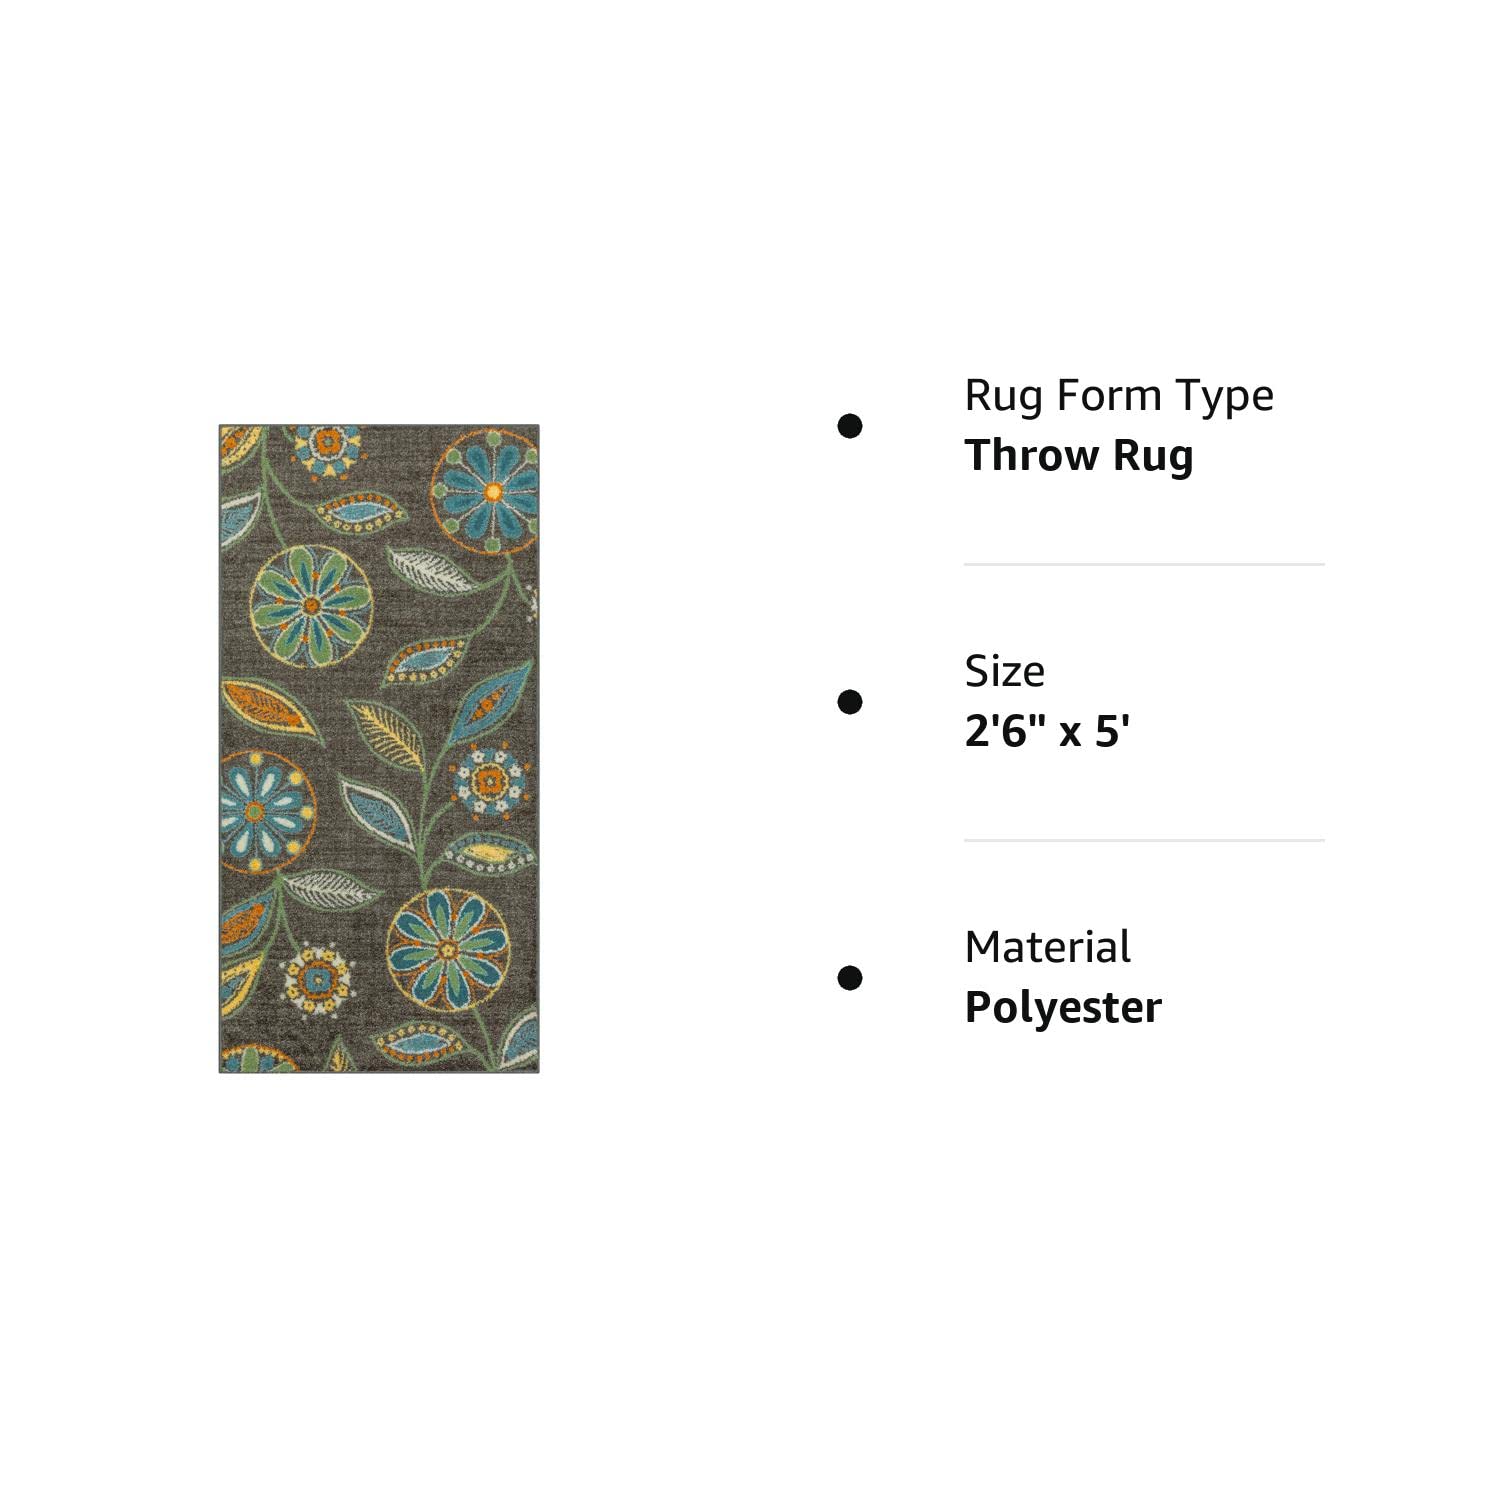 Rug Form Type
Throw Rug
Size
2'6" x 5'
Material
Polyester